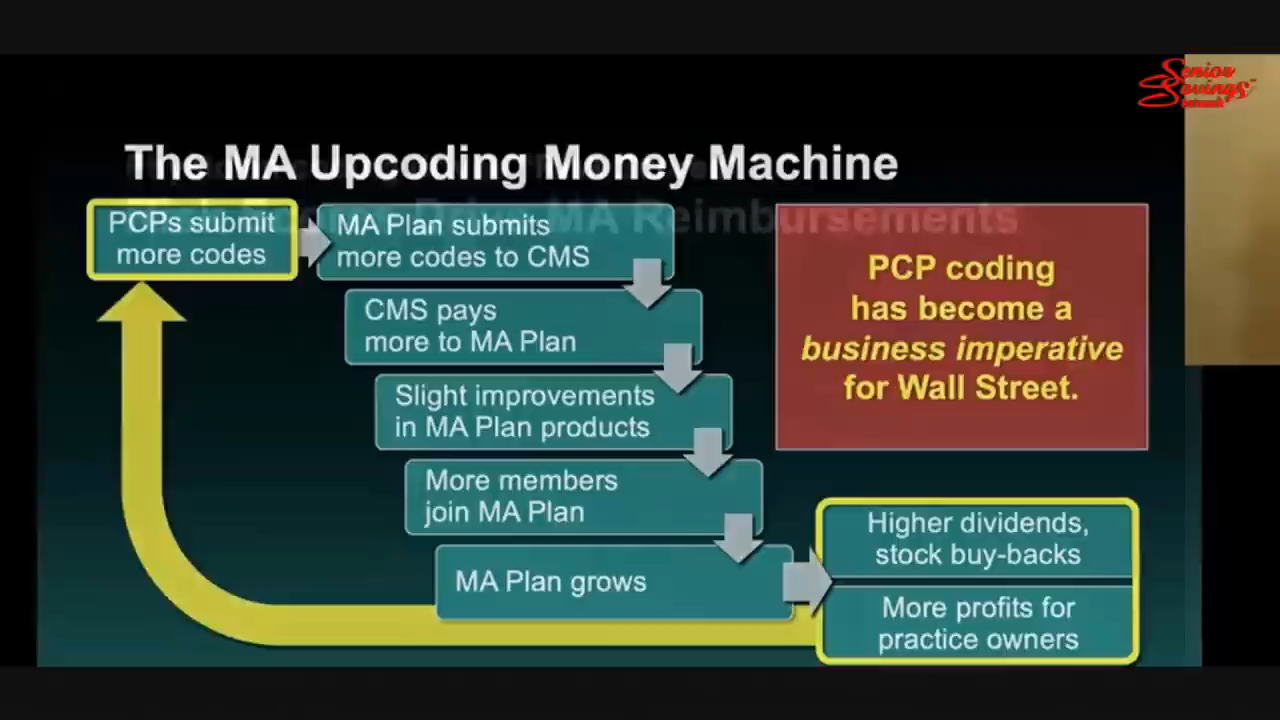 Senior
Savings
Network
The MA Upcoding Money Machine
MA Reimbursements
PCPs submit
more codes
MA Plan submits
more codes to CMS
CMS pays
more to MA Plan
Slight improvements
in MA Plan products
More members
join MA Plan
MA Plan grows
PCP coding
has become a
business imperative
for Wall Street.
Higher dividends,
stock buy-backs
More profits for
practice owners